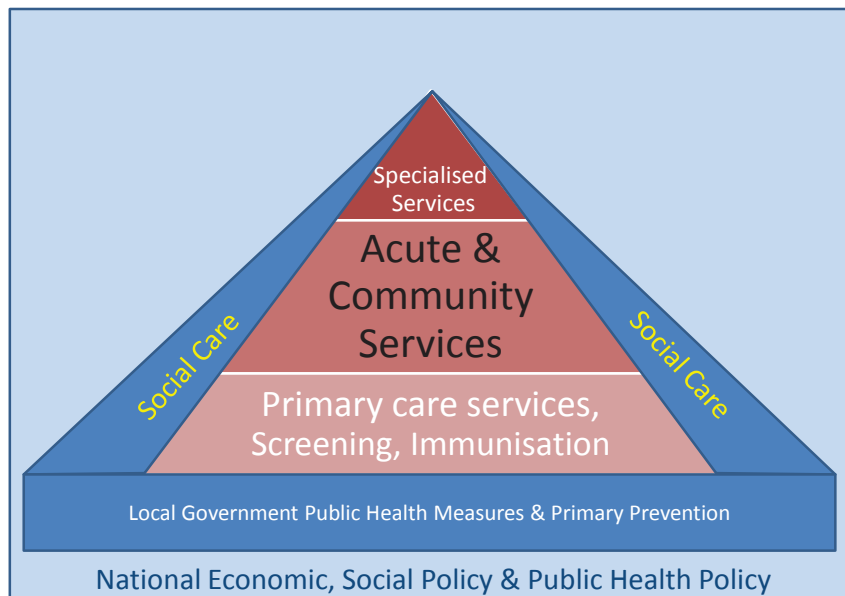 Specialised
Services
Acute &
Community
Services
Social Care
Social Care
Primary care services,
Screening, Immunisation
Local Government Public Health Measures & Primary Prevention
National Economic, Social Policy & Public Health Policy